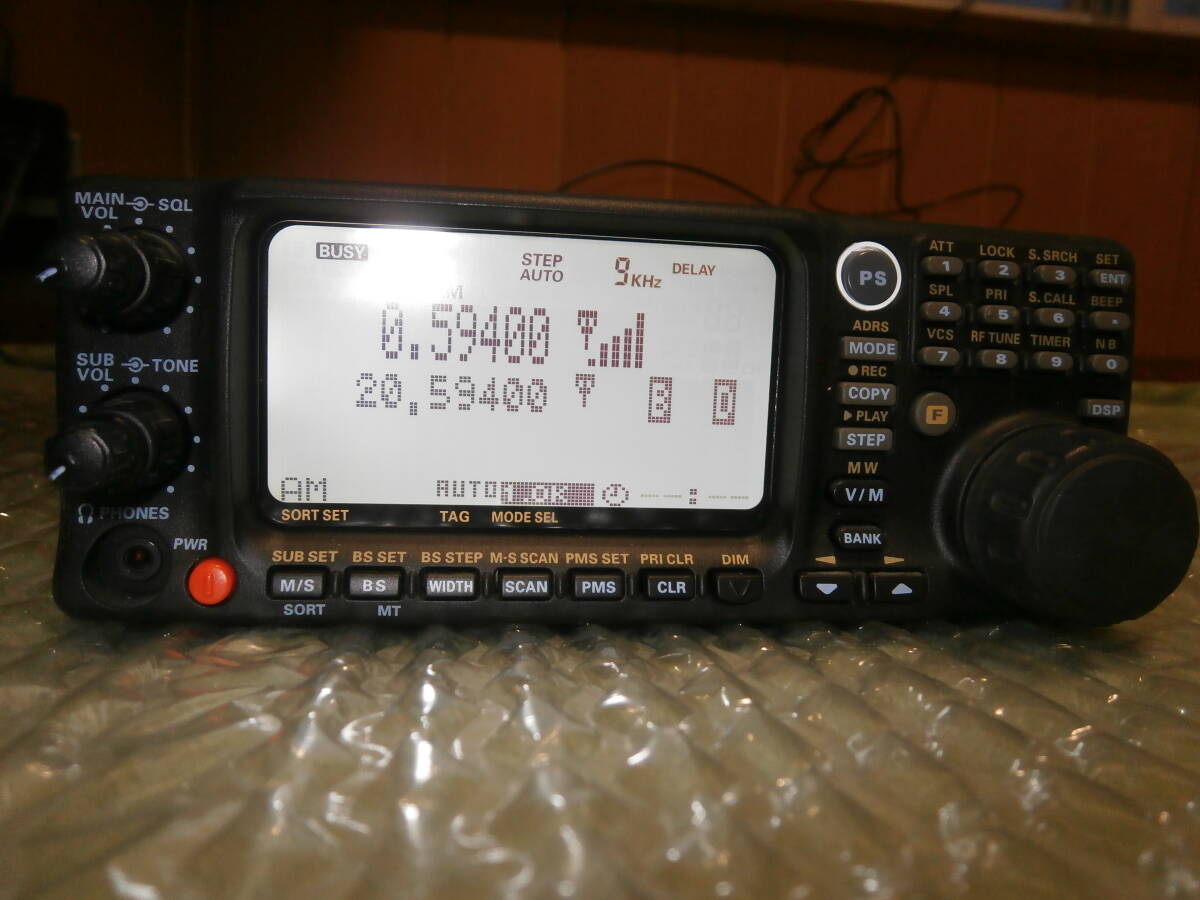 MAIN VOL SQL
SUB VOL TONE
PHONES
PWR
BUSY
STEP AUTO
9 KHz
DELAY
0.59400
20.59400
B 0
AM
AUTO
--:--
SORT SET TAG MODE SEL
SUB SET BS SET BS STEP M-S SCAN PMS SET PRI CLR DIM
M/S BS WIDTH SCAN PMS CLR
SORT MT
PS
ADRS
MODE
REC
COPY
PLAY
STEP
MW
V/M
BANK
ATT LOCK S. SRCH SET
1 2 3 ENT
SPL PRI S. CALL BEEP
4 5 6 .
VCS RF TUNE TIMER NB
7 8 9 0
F
DSP